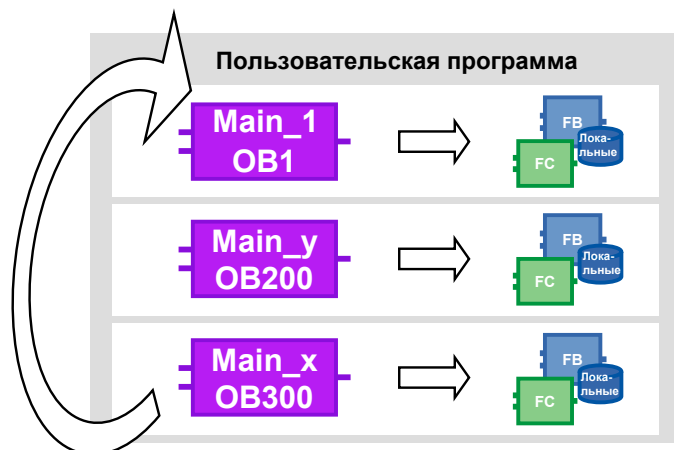 Пользовательская программа
Main_1
OB1
FB
Лока-
льные
FC
Main_y
OB200
FB
Лока-
льные
FC
Main_x
OB300
FB
Лока-
льные
FC